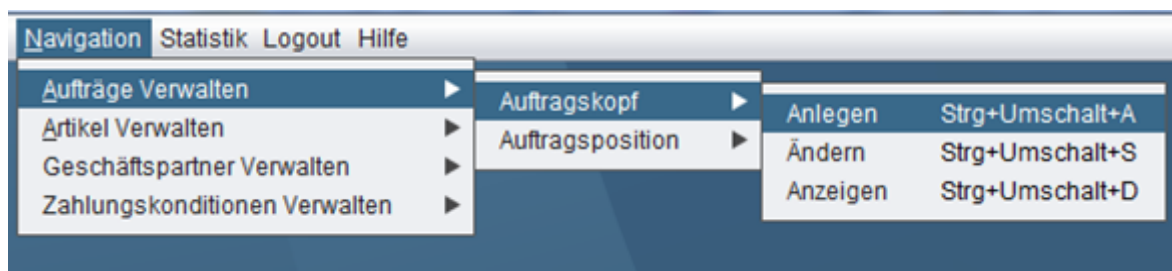 Navigation Statistik Logout Hilfe
Aufträge Verwalten
Artikel Verwalten
Geschäftspartner Verwalten
Zahlungskonditionen Verwalten
Auftragskopf
Auftragsposition
Anlegen Strg+Umschalt+A
Ändern Strg+Umschalt+S
Anzeigen Strg+Umschalt+D